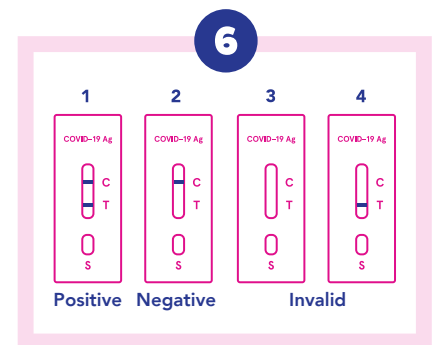 6
1 2 3 4
COVID-19 Ag COVID-19 Ag COVID-19 Ag COVID-19 Ag
C C C C
T T T T
S S S S
Positive Negative Invalid